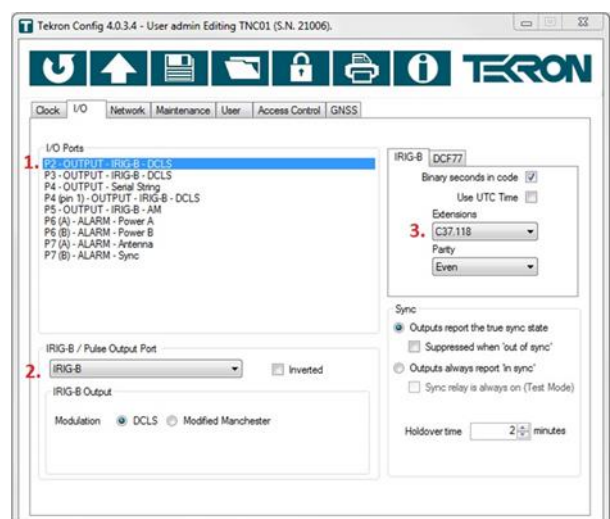 Tekron Config 4.0.3.4 - User admin Editing TNC01 (S.N. 21006).
TEKRON
Clock I/O Network Maintenance User Access Control GNSS
I/O Ports
1. P2 - OUTPUT - IRIG-B - DCLS
P3 - OUTPUT - IRIG-B - DCLS
P4 - OUTPUT - Serial String
P4 (pin 1) - OUTPUT - IRIG-B - DCLS
P5 - OUTPUT - IRIG-B - AM
P6 (A) - ALARM - Power A
P6 (B) - ALARM - Power B
P7 (A) - ALARM - Antenna
P7 (B) - ALARM - Sync
IRIG-B / Pulse Output Port
2. IRIG-B Inverted
IRIG-B Output
Modulation DCLS Modified Manchester
IRIG-B DCF77
Binary seconds in code
Use UTC Time
Extensions
3. C37.118
Parity
Even
Sync
Outputs report the true sync state
Suppressed when 'out of sync'
Outputs always report 'in sync'
Sync relay is always on (Test Mode)
Holdover time 2 minutes